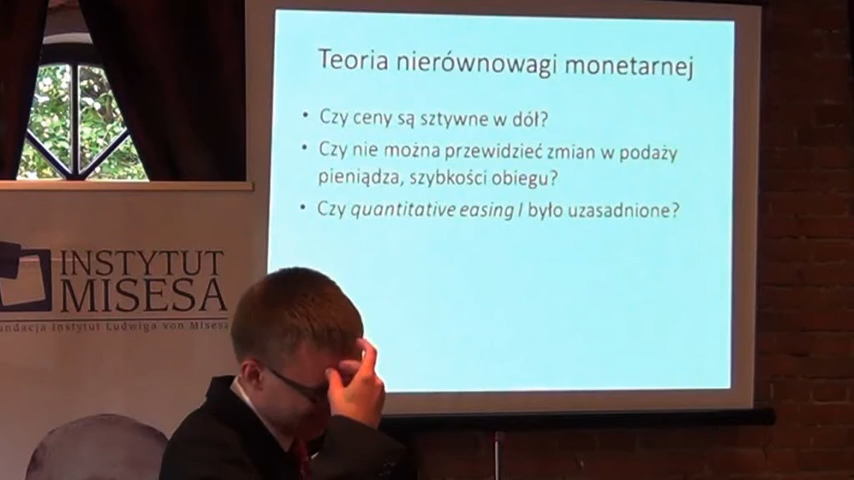 Teoria nierównowagi monetarnej
• Czy ceny są sztywne w dół?
• Czy nie można przewidzieć zmian w podaży
pieniądza, szybkości obiegu?
• Czy quantitative easing I było uzasadnione?
INSTYTUT
MISESA
undacja Instytut Ludwiga von Misesa